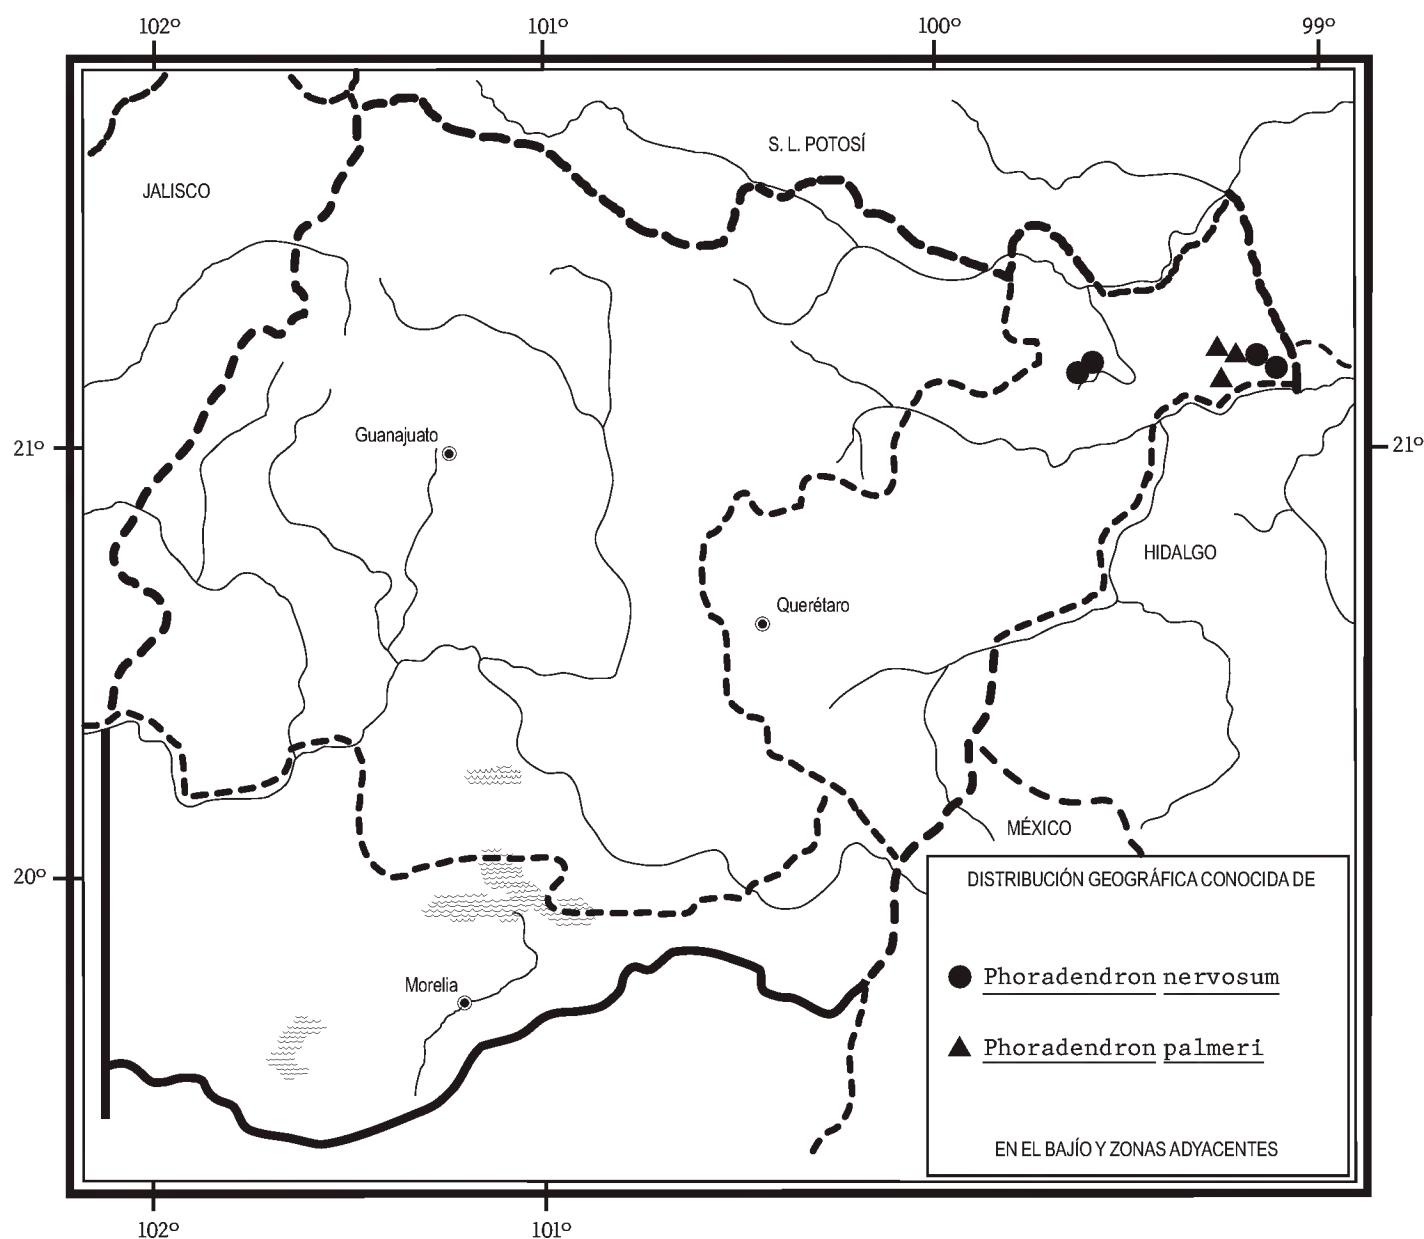 102º 101º 100º 99º
S. L. POTOSÍ
JALISCO
Guanajuato
21º 21º
HIDALGO
Querétaro
MÉXICO
20º
DISTRIBUCIÓN GEOGRÁFICA CONOCIDA DE
Phoradendron nervosum
Morelia
Phoradendron palmeri
EN EL BAJÍO Y ZONAS ADYACENTES
102º 101º